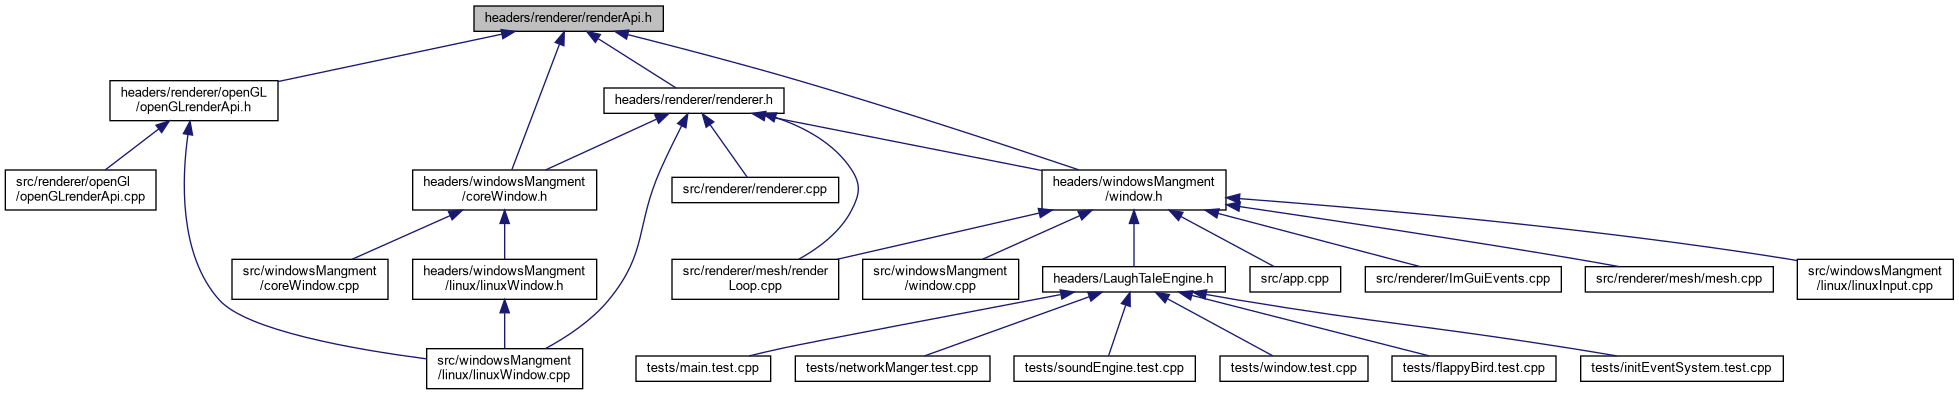 headers/renderer/renderApi.h
headers/renderer/openGL
/openGLrenderApi.h
headers/renderer/renderer.h
src/renderer/openGl
/openGLrenderApi.cpp
headers/windowsMangment
/coreWindow.h
src/renderer/renderer.cpp
headers/windowsMangment
/window.h
src/windowsMangment
/coreWindow.cpp
headers/windowsMangment
/linux/linuxWindow.h
src/renderer/mesh/render
Loop.cpp
src/windowsMangment
/window.cpp
headers/LaughTaleEngine.h
src/app.cpp
src/renderer/ImGuiEvents.cpp
src/renderer/mesh/mesh.cpp
src/windowsMangment
/linux/linuxInput.cpp
src/windowsMangment
/linux/linuxWindow.cpp
tests/main.test.cpp
tests/networkManger.test.cpp
tests/soundEngine.test.cpp
tests/window.test.cpp
tests/flappyBird.test.cpp
tests/initEventSystem.test.cpp